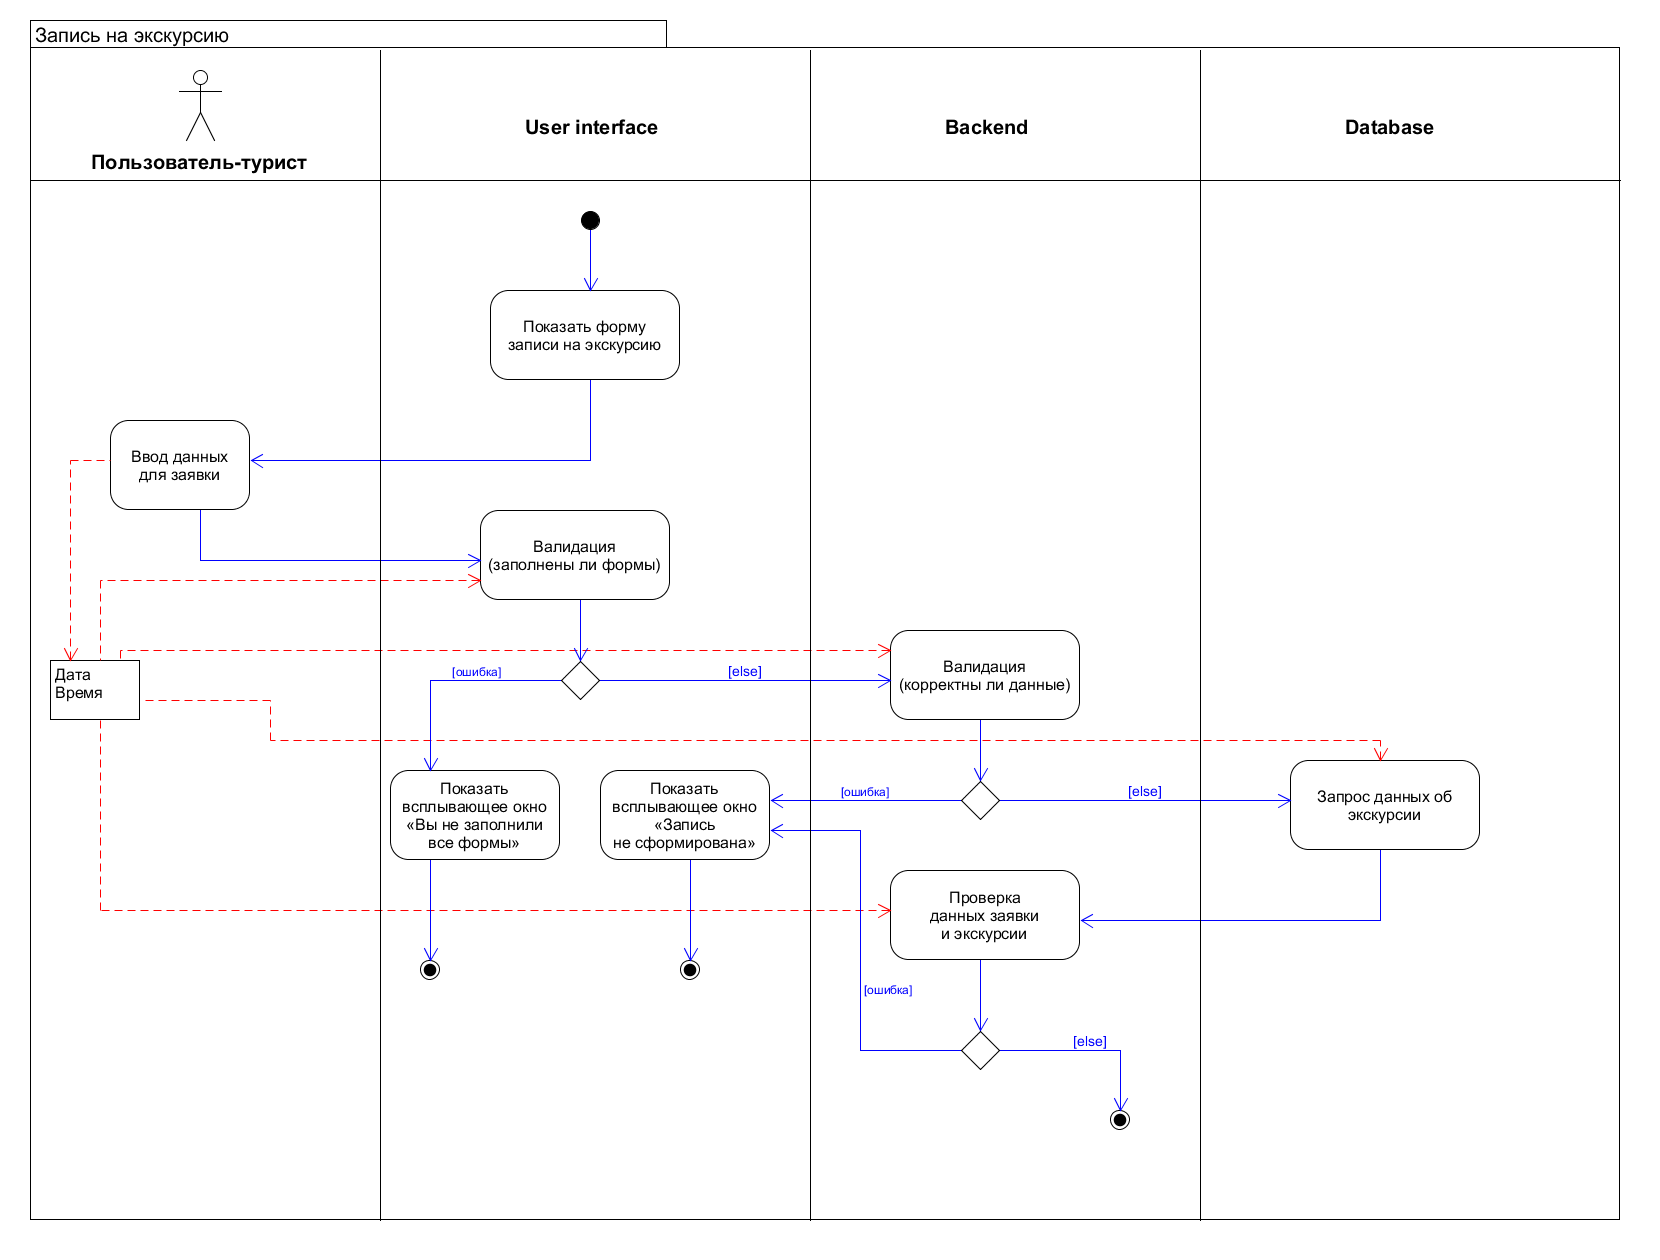 Запись на экскурсию
Пользователь-турист
User interface
Backend
Database
Показать форму
записи на экскурсию
Ввод данных
для заявки
Валидация
(заполнены ли формы)
Дата
Время
[ошибка]
[else]
Валидация
(корректны ли данные)
Показать
всплывающее окно
«Вы не заполнили
все формы»
Показать
всплывающее окно
«Запись
не сформирована»
[ошибка]
[else]
Запрос данных об
экскурсии
Проверка
данных заявки
и экскурсии
[ошибка]
[else]